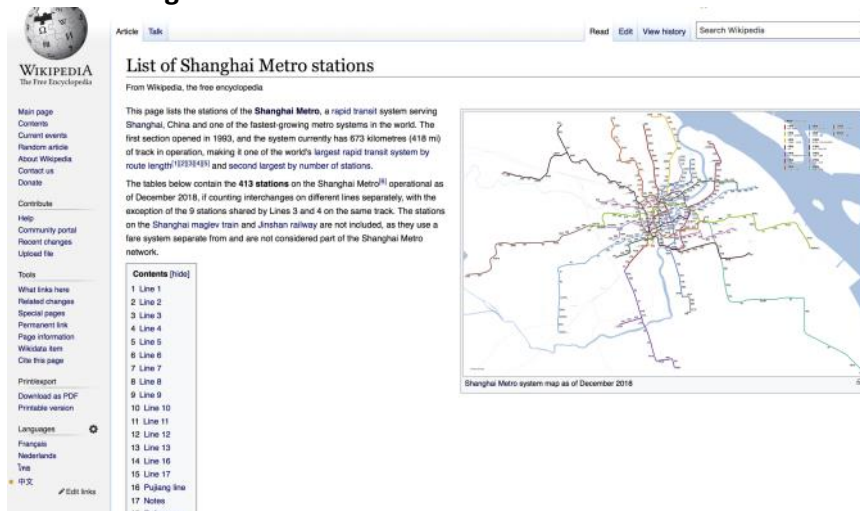 WIKIPEDIA
The Free Encyclopedia
Main page
Contents
Current events
Random article
About Wikipedia
Contact us
Donate
Contribute
Help
Community portal
Recent changes
Upload file
Tools
What links here
Related changes
Special pages
Permanent link
Page information
Wikidata item
Cite this page
Print/export
Download as PDF
Printable version
Languages
Français
Nederlands
ไทย
中文
Edit links
Article Talk
Read Edit View history Search Wikipedia
List of Shanghai Metro stations
From Wikipedia, the free encyclopedia
This page lists the stations of the Shanghai Metro, a rapid transit system serving
Shanghai, China and one of the fastest-growing metro systems in the world. The
first section opened in 1993, and the system currently has 673 kilometres (418 mi)
of track in operation, making it one of the world's largest rapid transit system by
route length[1][2][3][4][5] and second largest by number of stations.
The tables below contain the 413 stations on the Shanghai Metro[6] operational as
of December 2018, if counting interchanges on different lines separately, with the
exception of the 9 stations shared by Lines 3 and 4 on the same track. The stations
on the Shanghai maglev train and Jinshan railway are not included, as they use a
fare system separate from and are not considered part of the Shanghai Metro
network.
Contents [hide]
1 Line 1
2 Line 2
3 Line 3
4 Line 4
5 Line 5
6 Line 6
7 Line 7
8 Line 8
9 Line 9
10 Line 10
11 Line 11
12 Line 12
13 Line 13
14 Line 16
15 Line 17
16 Pujiang line
17 Notes
Shanghai Metro system map as of December 2018